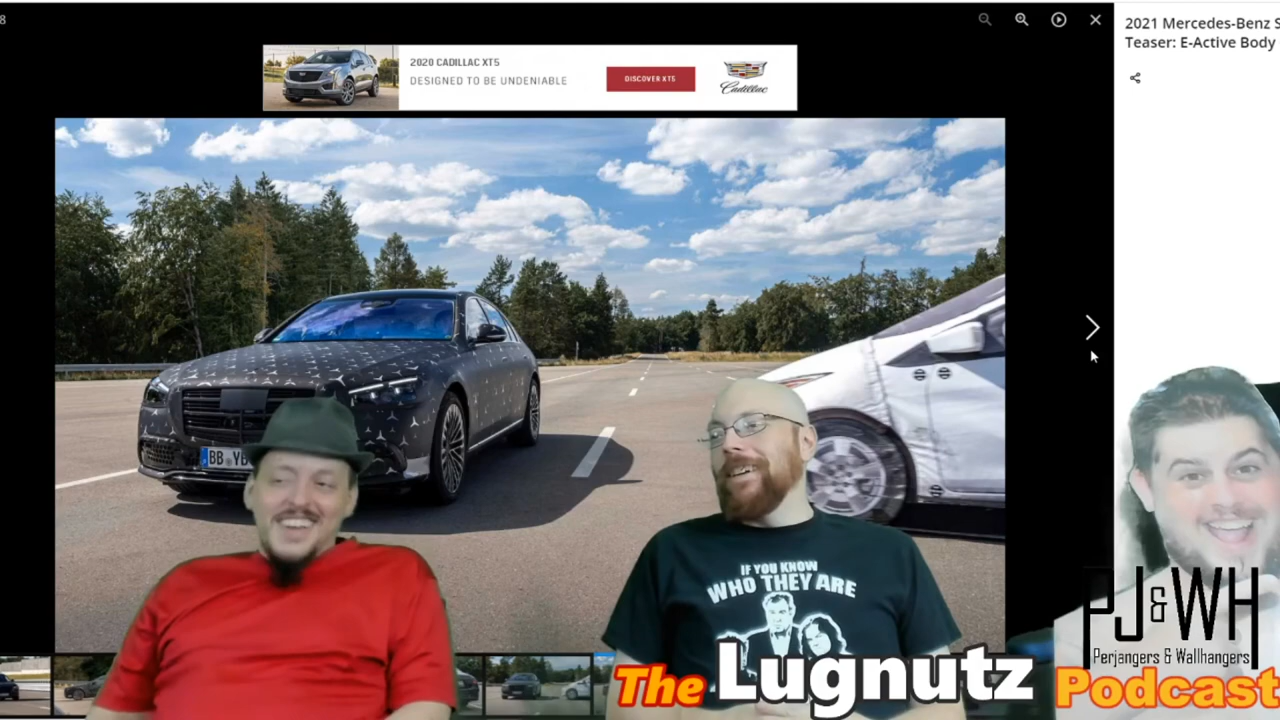 8
2021 Mercedes-Benz S
Teaser: E-Active Body
2020 CADILLAC XT5
DESIGNED TO BE UNDENIABLE
DISCOVER XT5
Cadillac
BB
IF YOU KNOW
WHO THEY ARE
PJ&WH
Perjangers & Wallhangers
The Lugnutz Podcast